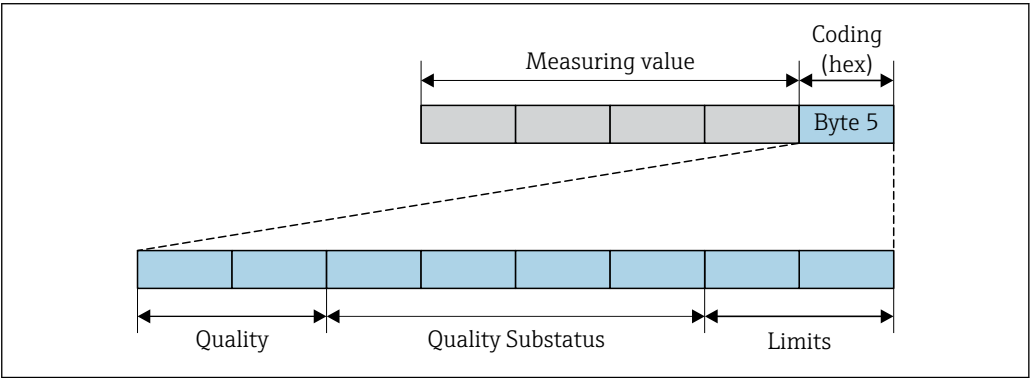 Coding
(hex)
Measuring value
Byte 5
Quality
Quality Substatus
Limits